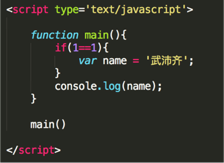 <script type='text/javascript'>
function main(){
if(1==1){
var name = '武沛齐';
}
console.log(name);
}
main()
</script>